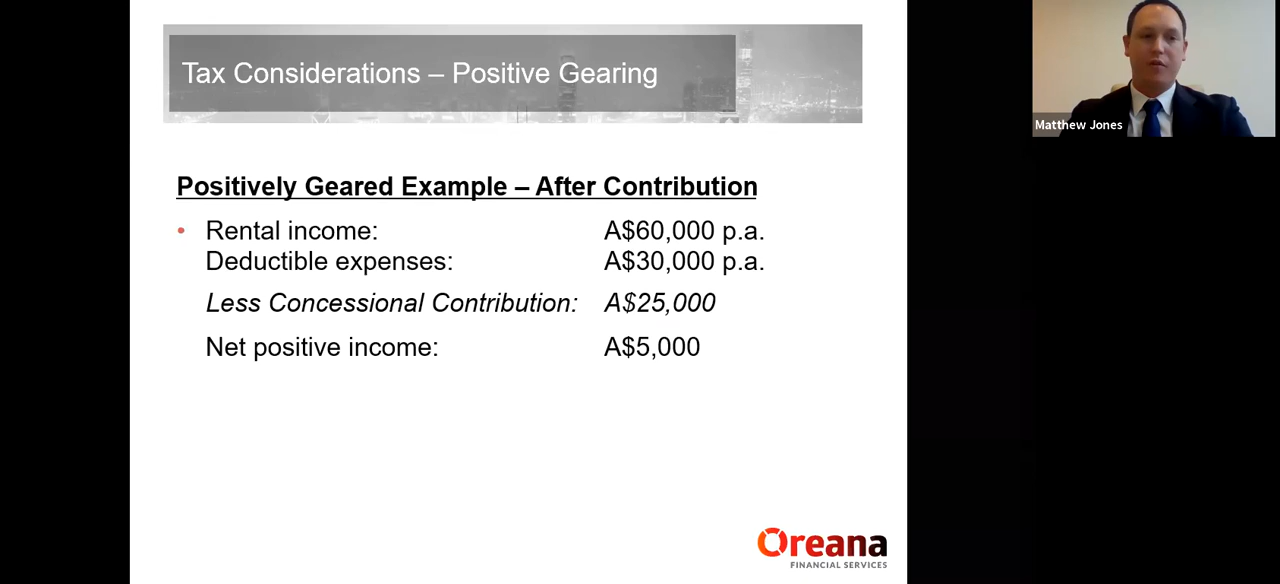 Tax Considerations – Positive Gearing
Matthew Jones
Positively Geared Example – After Contribution
• Rental income: A$60,000 p.a.
Deductible expenses: A$30,000 p.a.
Less Concessional Contribution: A$25,000
Net positive income: A$5,000
Oreana
FINANCIAL SERVICES